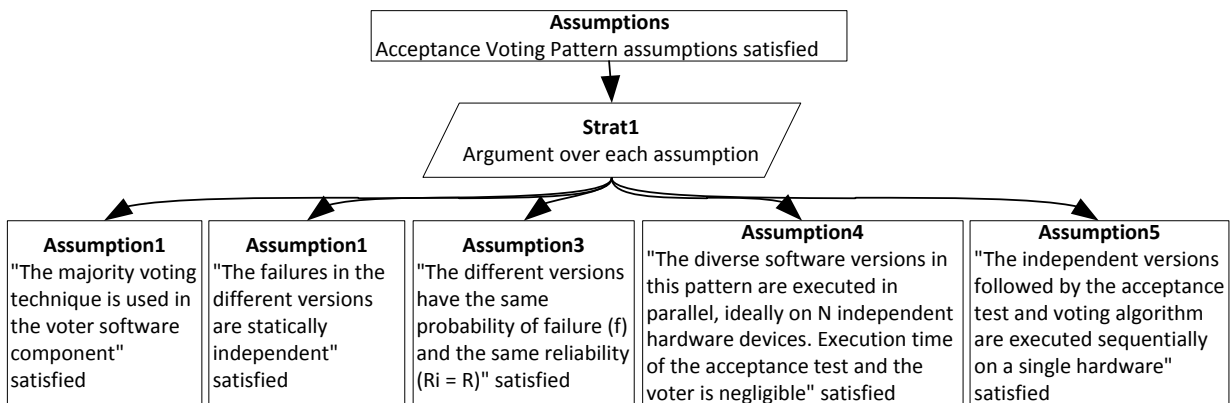 Assumptions
Acceptance Voting Pattern assumptions satisfied
Strat1
Argument over each assumption
Assumption1
"The majority voting
technique is used in
the voter software
component"
satisfied
Assumption1
"The failures in the
different versions
are statically
independent"
satisfied
Assumption3
"The different versions
have the same
probability of failure (f)
and the same reliability
(Ri = R)" satisfied
Assumption4
"The diverse software versions in
this pattern are executed in
parallel, ideally on N independent
hardware devices. Execution time
of the acceptance test and the
voter is negligible" satisfied
Assumption5
"The independent versions
followed by the acceptance
test and voting algorithm
are executed sequentially
on a single hardware"
satisfied